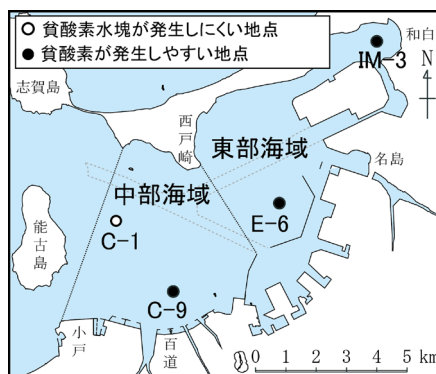 ○貧酸素水塊が発生しにくい地点
●貧酸素が発生しやすい地点
和白
IM-3
N
志賀島
西戸崎
東部海域
名島
中部海域
能古島
C-1
E-6
C-9
小戸
百道
0 1 2 3 4 5 km